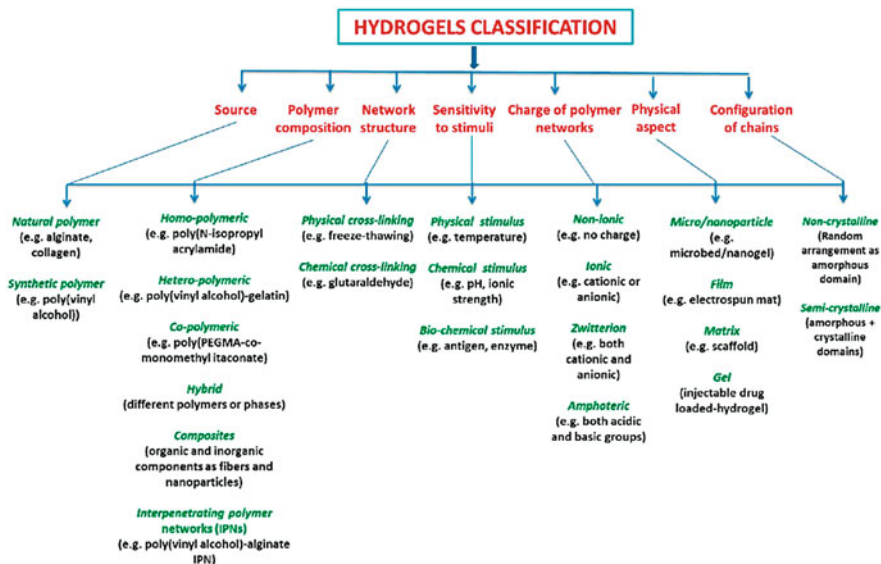 HYDROGELS CLASSIFICATION
Source
Polymer
composition
Network
structure
Sensitivity
to stimuli
Charge of polymer
networks
Physical
aspect
Configuration
of chains
Natural polymer
(e.g. alginate,
collagen)
Synthetic polymer
(e.g. poly(vinyl
alcohol))
Homo-polymeric
(e.g. poly(N-isopropyl
acrylamide)
Hetero-polymeric
(e.g. poly(vinyl alcohol)-gelatin)
Co-polymeric
(e.g. poly(PEGMA-co-
monomethyl itaconate)
Hybrid
(different polymers or phases)
Composites
(organic and inorganic
components as fibers and
nanoparticles)
Interpenetrating polymer
networks (IPNs)
(e.g. poly(vinyl alcohol)-alginate
IPN)
Physical cross-linking
(e.g. freeze-thawing)
Chemical cross-linking
(e.g. glutaraldehyde)
Physical stimulus
(e.g. temperature)
Chemical stimulus
(e.g. pH, ionic
strength)
Bio-chemical stimulus
(e.g. antigen, enzyme)
Non-ionic
(e.g. no charge)
Ionic
(e.g. cationic or
anionic)
Zwitterion
(e.g. both
cationic and
anionic)
Amphoteric
(e.g. both acidic
and basic groups)
Micro/nanoparticle
(e.g.
microbed/nanogel)
Film
(e.g. electrospun mat)
Matrix
(e.g. scaffold)
Gel
(injectable drug
loaded-hydrogel)
Non-crystalline
(Random
arrangement as
amorphous
domain)
Semi-crystalline
(amorphous +
crystalline
domains)